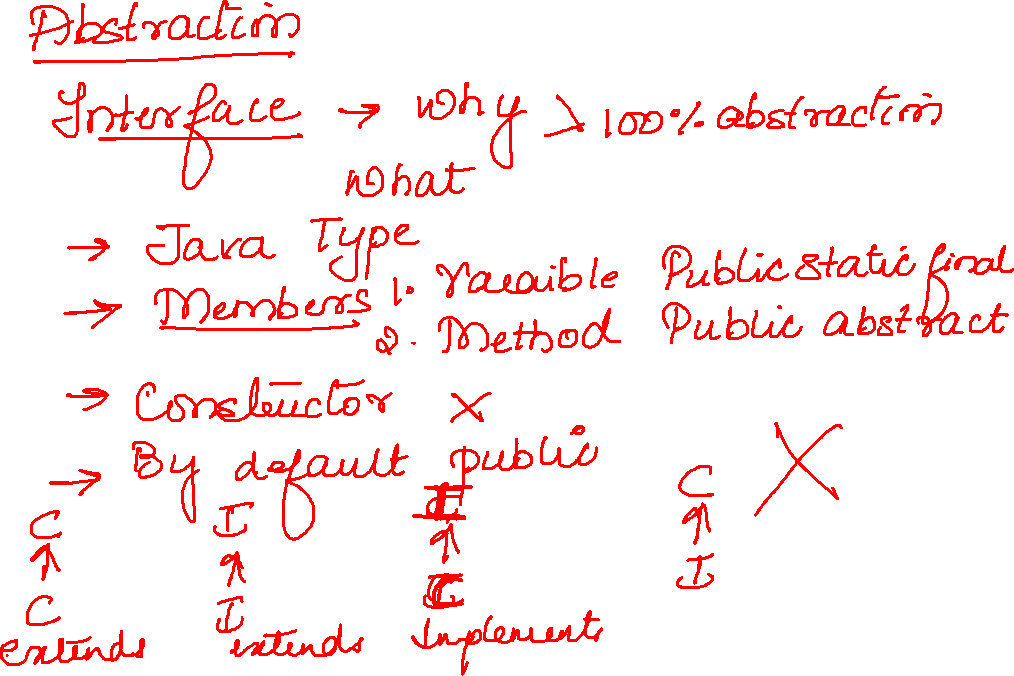 Abstraction
Interface → Why > 100% abstraction
What
→ Java Type
→ Members 1. Varaible Public static final
2. Method Public abstract
→ Constructor ×
→ By default public
C I I C ×
↑ ↑ ↑ ↑
C I C I
extends extends Implements